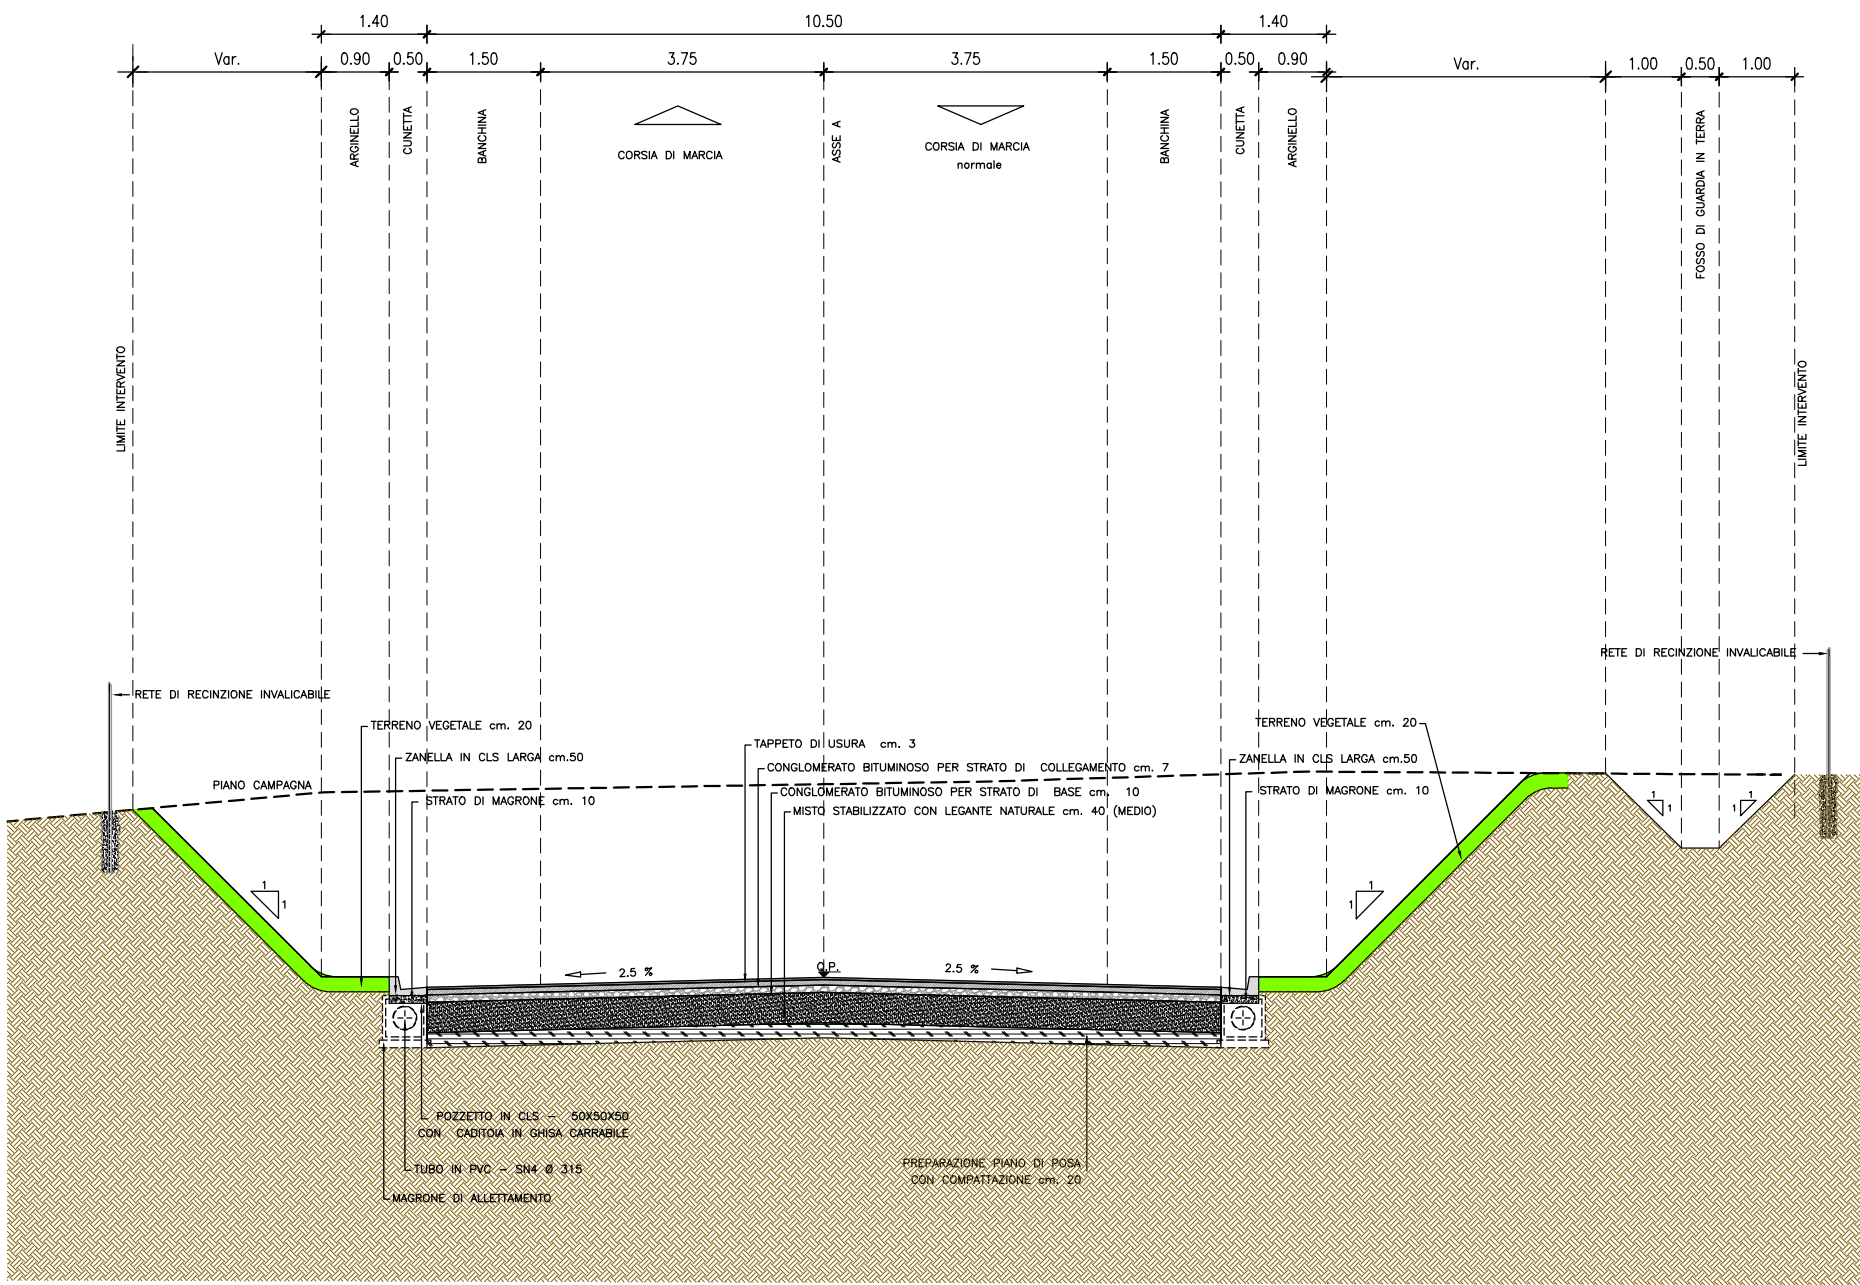 1.40
10.50
1.40
Var.
0.90
0.50
1.50
3.75
3.75
1.50
0.50
0.90
Var.
1.00
0.50
1.00
ARGINELLO
CUNETTA
BANCHINA
CORSIA DI MARCIA
ASSE A
CORSIA DI MARCIA
normale
BANCHINA
CUNETTA
ARGINELLO
FOSSO DI GUARDIA IN TERRA
LIMITE INTERVENTO
LIMITE INTERVENTO
RETE DI RECINZIONE INVALICABILE
RETE DI RECINZIONE INVALICABILE
TERRENO VEGETALE cm. 20
TERRENO VEGETALE cm. 20
TAPPETO DI USURA cm. 3
ZANELLA IN CLS LARGA cm.50
ZANELLA IN CLS LARGA cm.50
CONGLOMERATO BITUMINOSO PER STRATO DI COLLEGAMENTO cm. 7
PIANO CAMPAGNA
CONGLOMERATO BITUMINOSO PER STRATO DI BASE cm. 10
STRATO DI MAGRONE cm. 10
STRATO DI MAGRONE cm. 10
MISTO STABILIZZATO CON LEGANTE NATURALE cm. 40 (MEDIO)
1
1
1
1
1
1
1
1
2.5 %
Q.P.
2.5 %
POZZETTO IN CLS - 50X50X50
CON CADITOIA IN GHISA CARRABILE
TUBO IN PVC - SN4 Ø 315
MAGRONE DI ALLETTAMENTO
PREPARAZIONE PIANO DI POSA
CON COMPATTAZIONE cm. 20